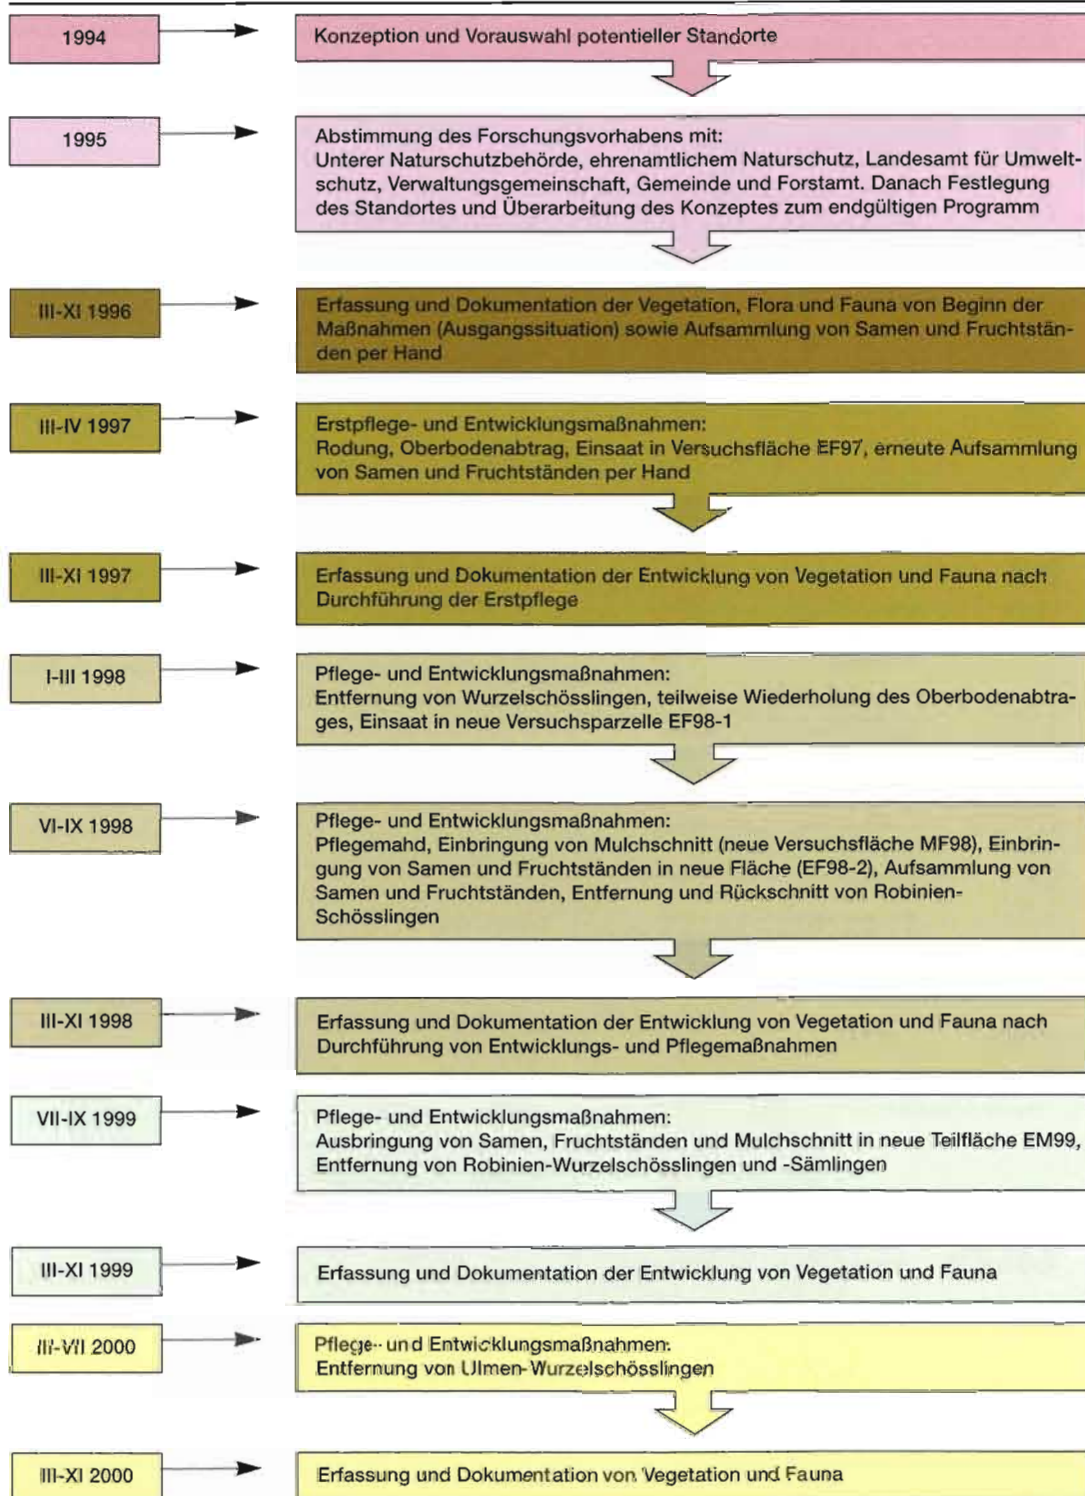 1994
Konzeption und Vorauswahl potentieller Standorte
1995
Abstimmung des Forschungsvorhabens mit:
Unterer Naturschutzbehörde, ehrenamtlichem Naturschutz, Landesamt für Umwelt-
schutz, Verwaltungsgemeinschaft, Gemeinde und Forstamt. Danach Festlegung
des Standortes und Überarbeitung des Konzeptes zum endgültigen Programm
III-XI 1996
Erfassung und Dokumentation der Vegetation, Flora und Fauna von Beginn der
Maßnahmen (Ausgangssituation) sowie Aufsammlung von Samen und Fruchtstän-
den per Hand
III-IV 1997
Erstpflege- und Entwicklungsmaßnahmen:
Rodung, Oberbodenabtrag, Einsaat in Versuchsfläche EF97, erneute Aufsammlung
von Samen und Fruchtständen per Hand
III-XI 1997
Erfassung und Dokumentation der Entwicklung von Vegetation und Fauna nach
Durchführung der Erstpflege
I-III 1998
Pflege- und Entwicklungsmaßnahmen:
Entfernung von Wurzelschösslingen, teilweise Wiederholung des Oberbodenabtra-
ges, Einsaat in neue Versuchsparzelle EF98-1
VI-IX 1998
Pflege- und Entwicklungsmaßnahmen:
Pflegemahd, Einbringung von Mulchschnitt (neue Versuchsfläche MF98), Einbrin-
gung von Samen und Fruchtständen in neue Fläche (EF98-2), Aufsammlung von
Samen und Fruchtständen, Entfernung und Rückschnitt von Robinien-
Schösslingen
III-XI 1998
Erfassung und Dokumentation der Entwicklung von Vegetation und Fauna nach
Durchführung von Entwicklungs- und Pflegemaßnahmen
VII-IX 1999
Pflege- und Entwicklungsmaßnahmen:
Ausbringung von Samen, Fruchtständen und Mulchschnitt in neue Teilfläche EM99,
Entfernung von Robinien-Wurzelschösslingen und -Sämlingen
III-XI 1999
Erfassung und Dokumentation der Entwicklung von Vegetation und Fauna
III-VII 2000
Pflege- und Entwicklungsmaßnahmen:
Entfernung von Ulmen-Wurzelschösslingen
III-XI 2000
Erfassung und Dokumentation von Vegetation und Fauna